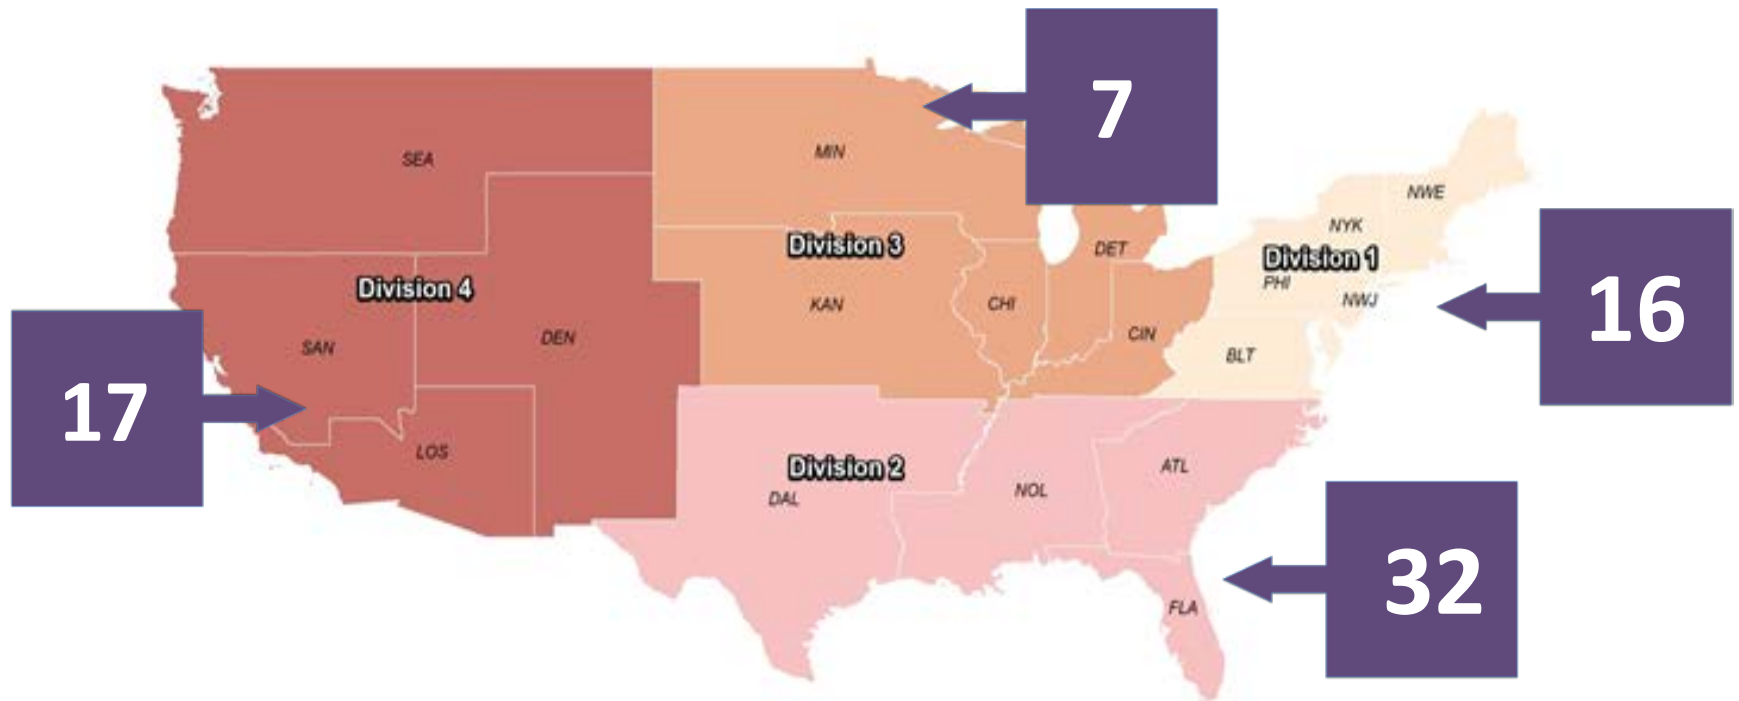 7
SEA
MIN
NWE
NYK
Division 3
DET
Division 1
PHI
Division 4
NWJ
16
KAN
CHI
CIN
DEN
SAN
BLT
17
LOS
Division 2
ATL
DAL
NOL
32
FLA